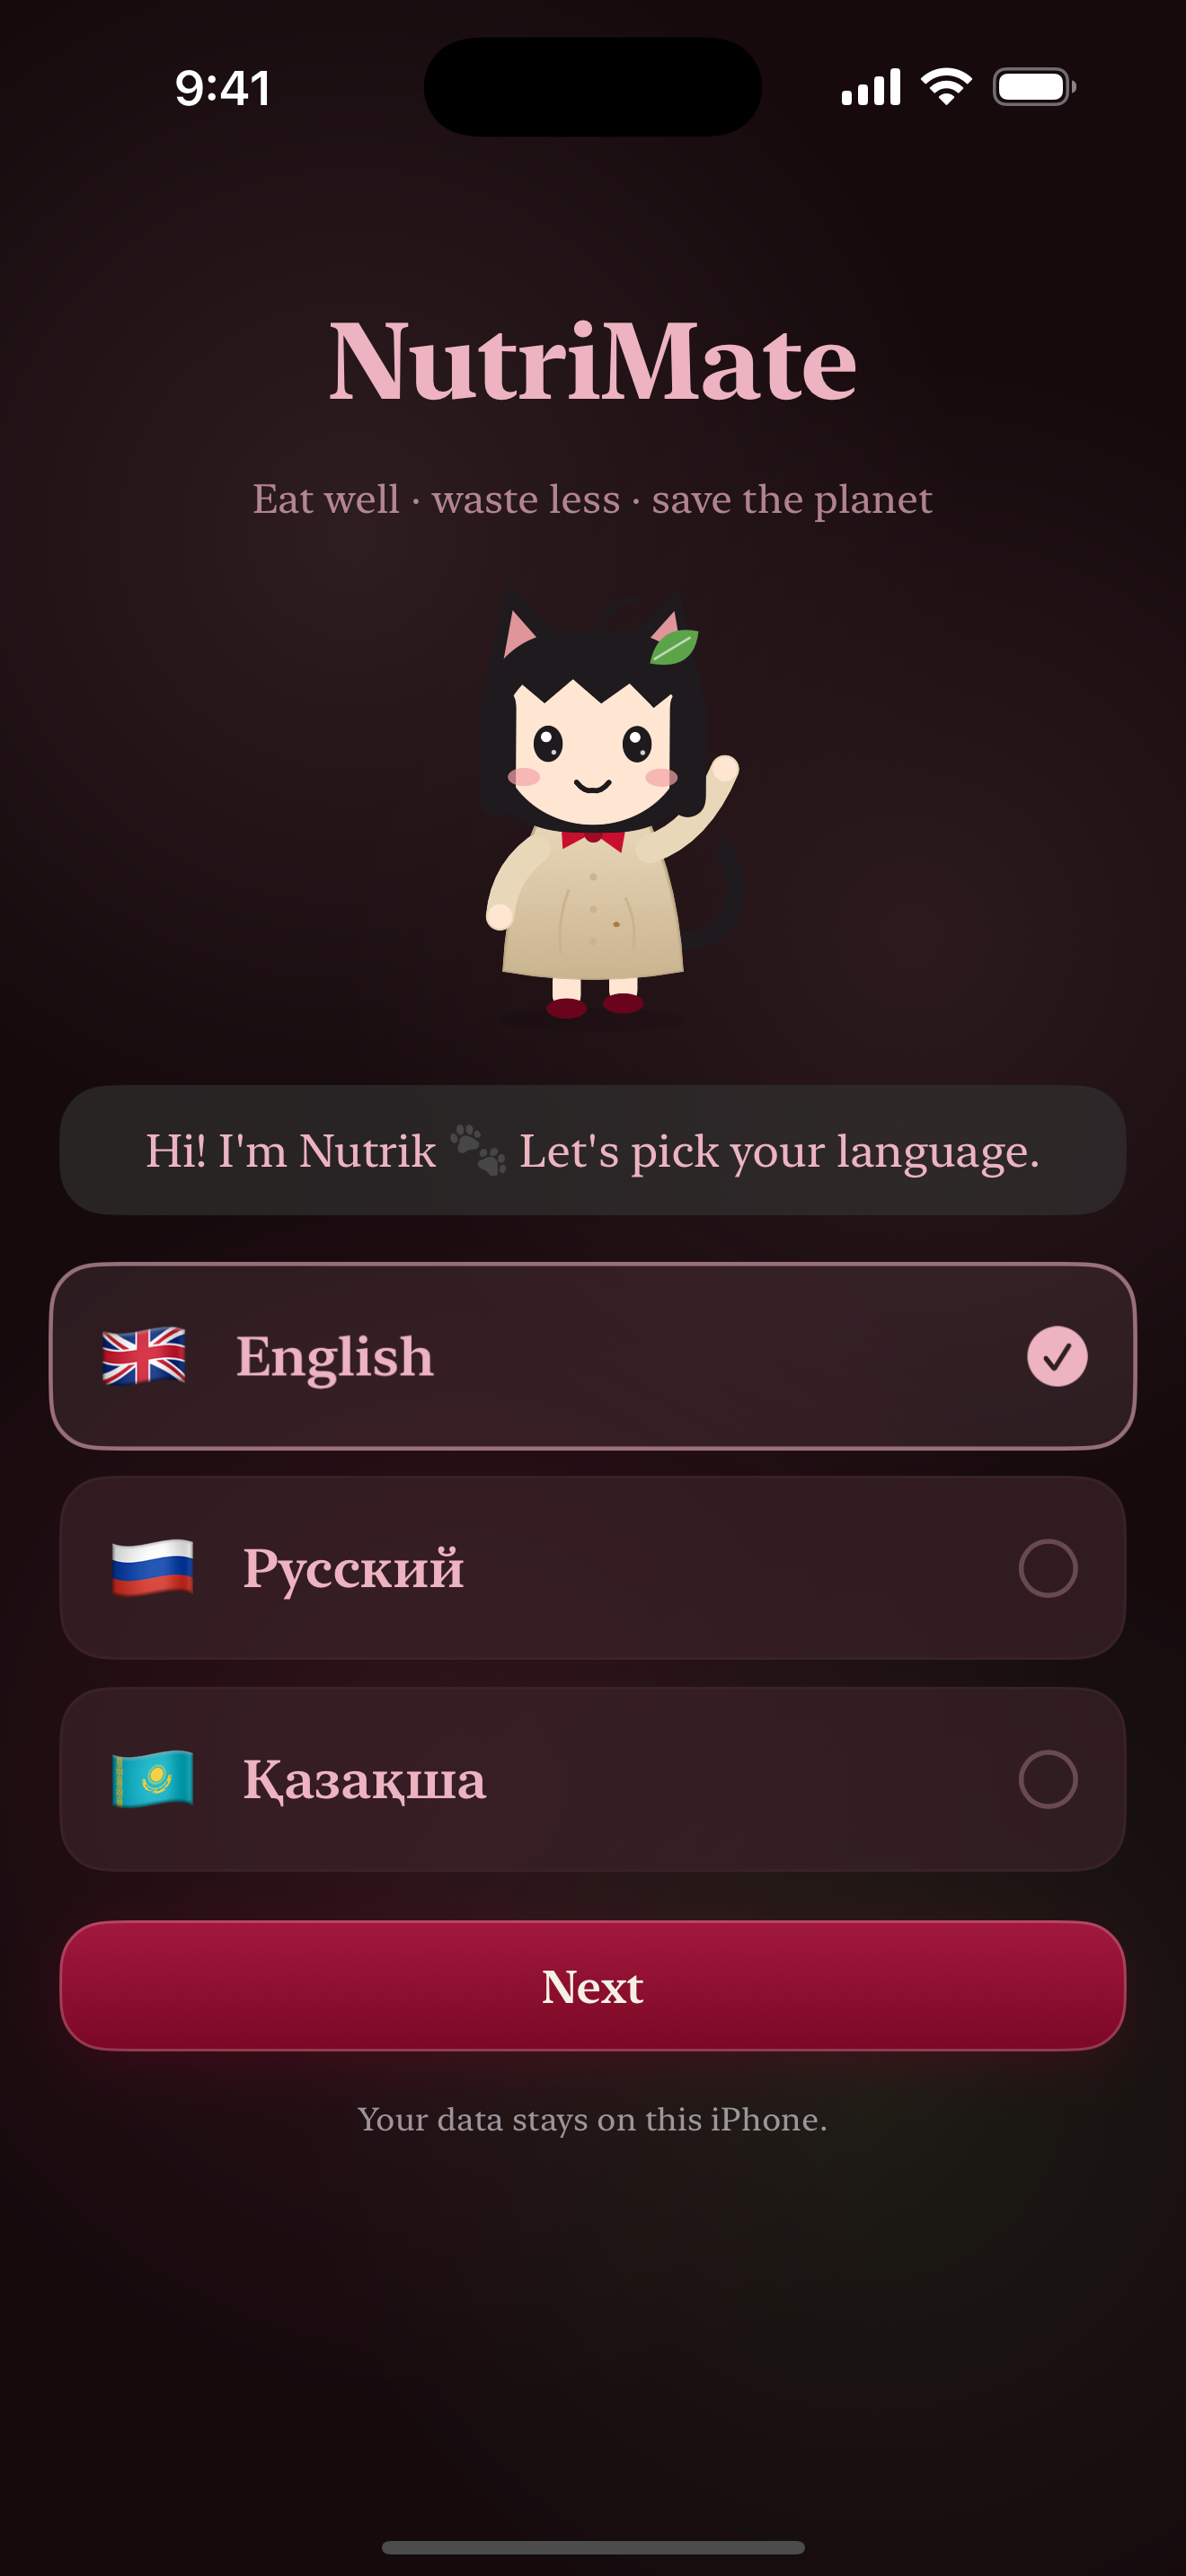 9:41
NutriMate
Eat well · waste less · save the planet
Hi! I'm Nutrik 🐾 Let's pick your language.
English
Русский
Қазақша
Next
Your data stays on this iPhone.